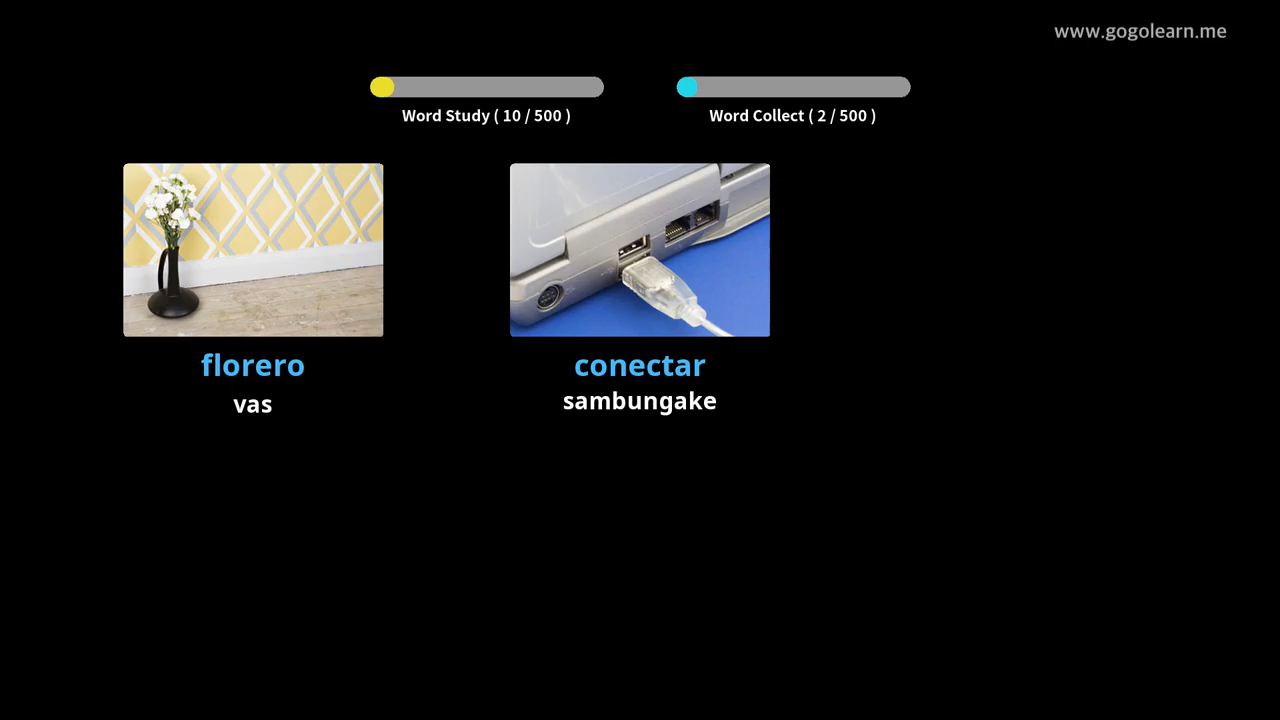 www.gogolearn.me
Word Study ( 10 / 500 )
Word Collect ( 2 / 500 )
florero
vas
conectar
sambungake